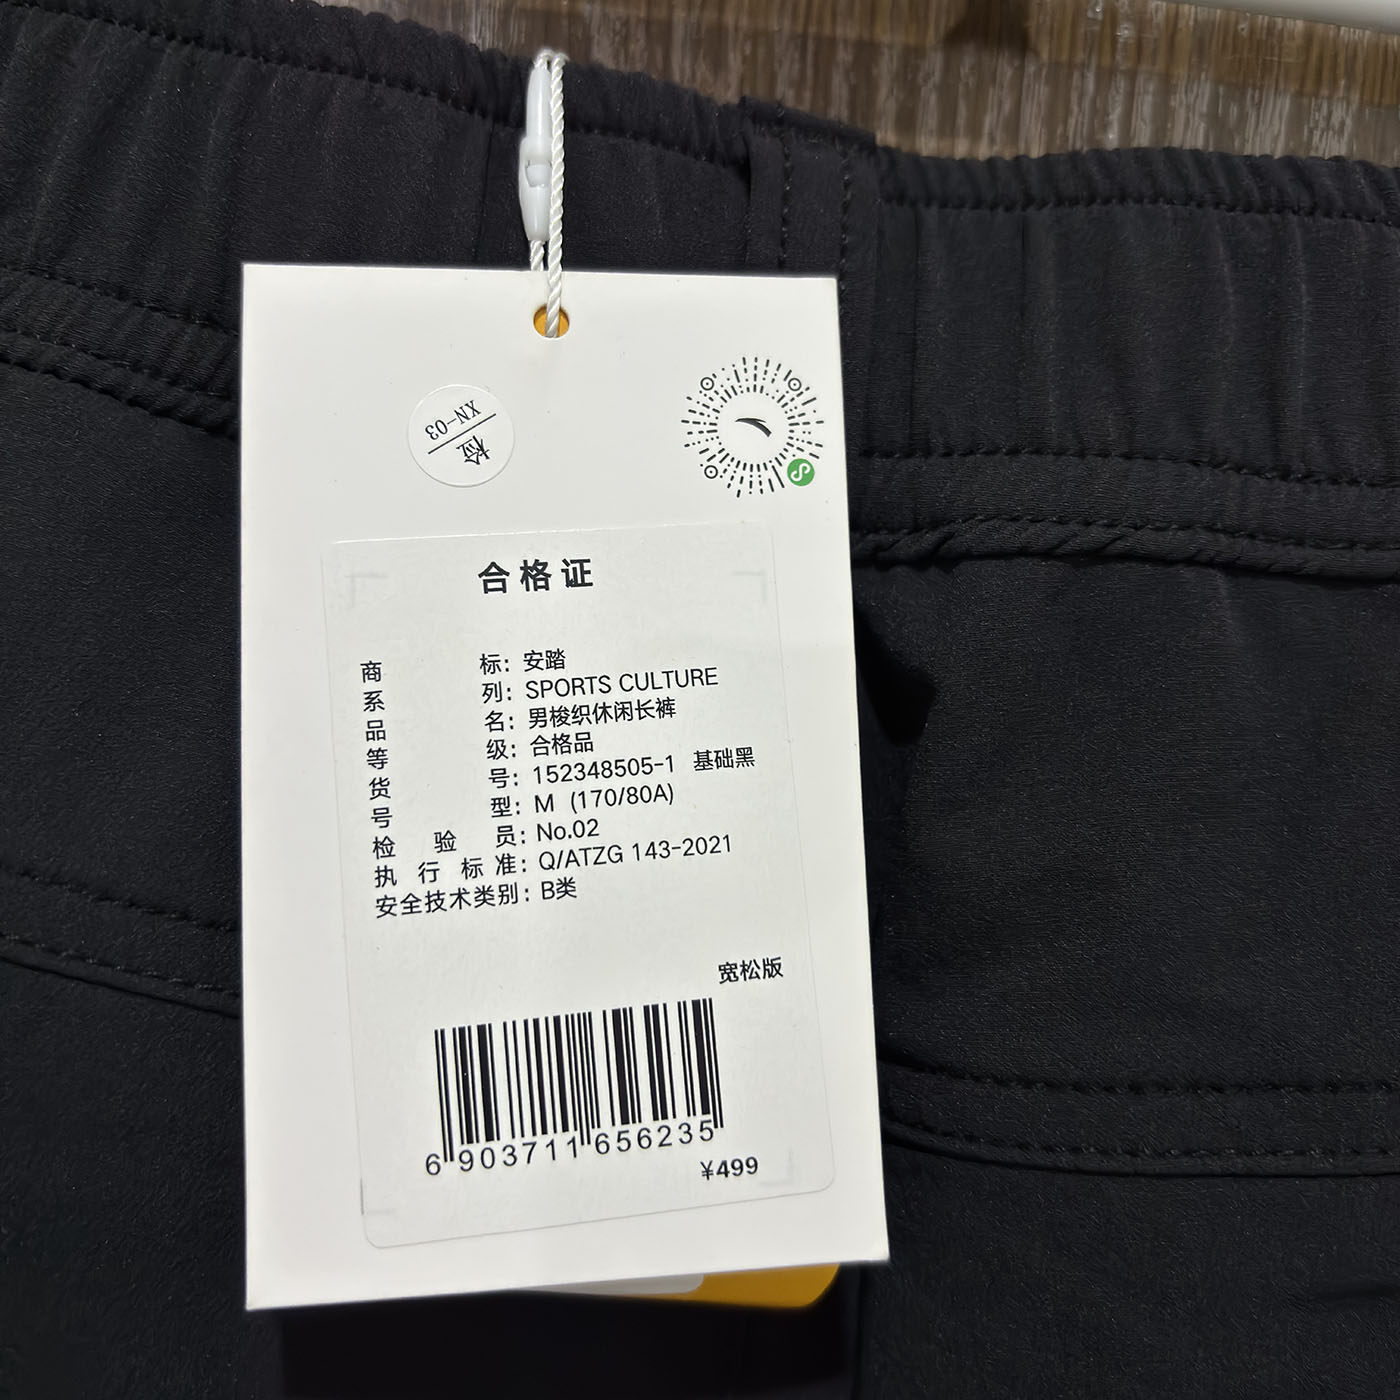 XN-03
检
合格证
商标：安踏
系列：SPORTS CULTURE
品名：男梭织休闲长裤
等级：合格品
货号：152348505-1 基础黑
号型：M (170/80A)
检验员：No.02
执行标准：Q/ATZG 143-2021
安全技术类别：B类
宽松版
6 903711 656235
¥499